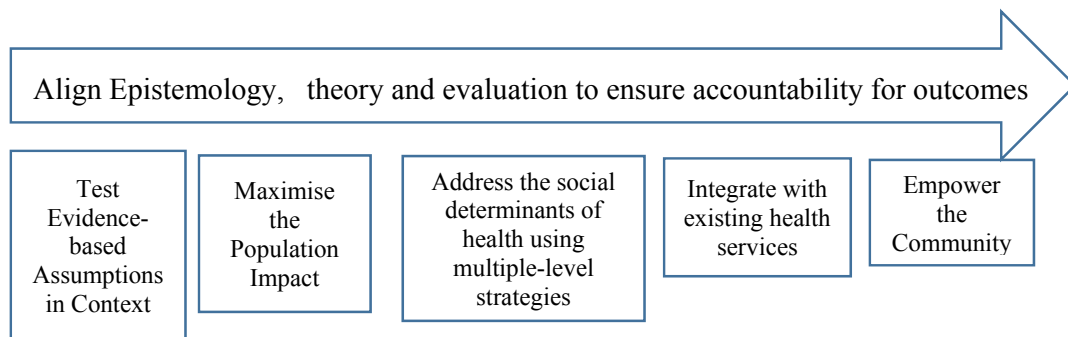 Align Epistemology, theory and evaluation to ensure accountability for outcomes
Test
Evidence-
based
Assumptions
in Context
Maximise
the
Population
Impact
Address the social
determinants of
health using
multiple-level
strategies
Integrate with
existing health
services
Empower
the
Community